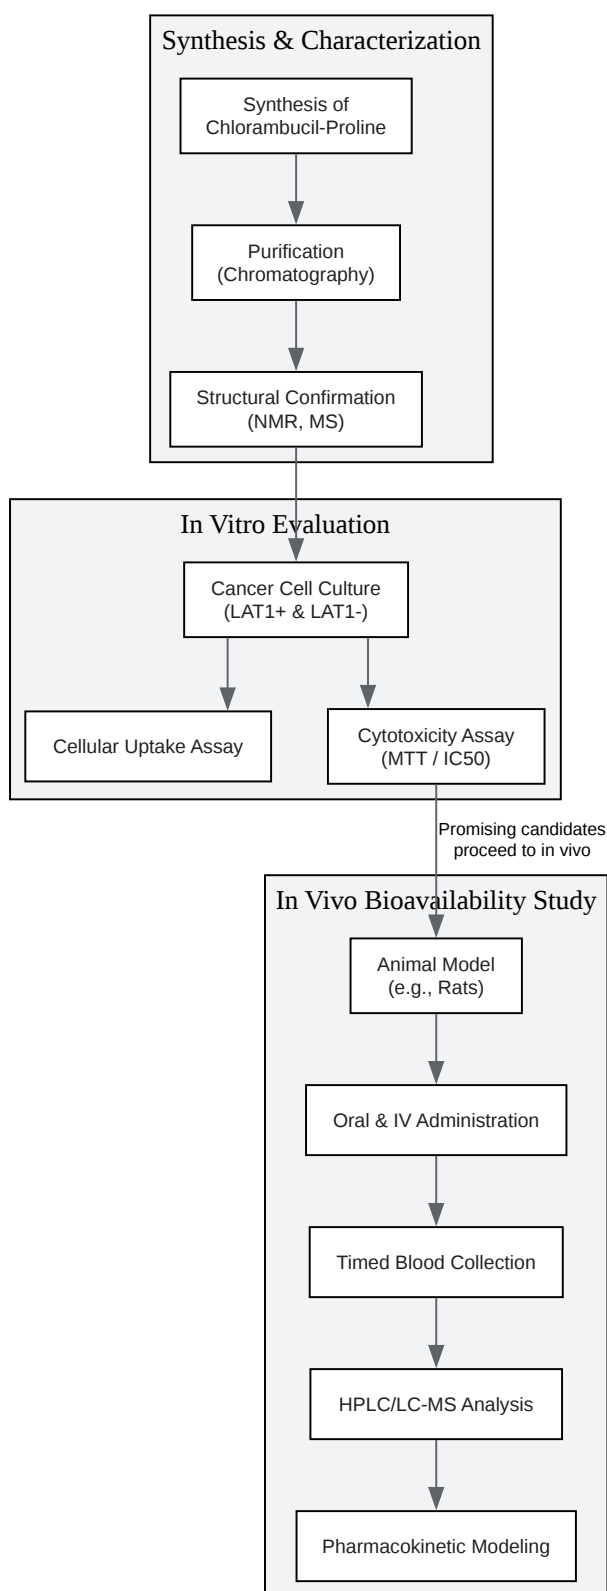 Synthesis & Characterization
Synthesis of
Chlorambucil-Proline
Purification
(Chromatography)
Structural Confirmation
(NMR, MS)
In Vitro Evaluation
Cancer Cell Culture
(LAT1+ & LAT1-)
Cellular Uptake Assay
Cytotoxicity Assay
(MTT / IC50)
Promising candidates
proceed to in vivo
In Vivo Bioavailability Study
Animal Model
(e.g., Rats)
Oral & IV Administration
Timed Blood Collection
HPLC/LC-MS Analysis
Pharmacokinetic Modeling